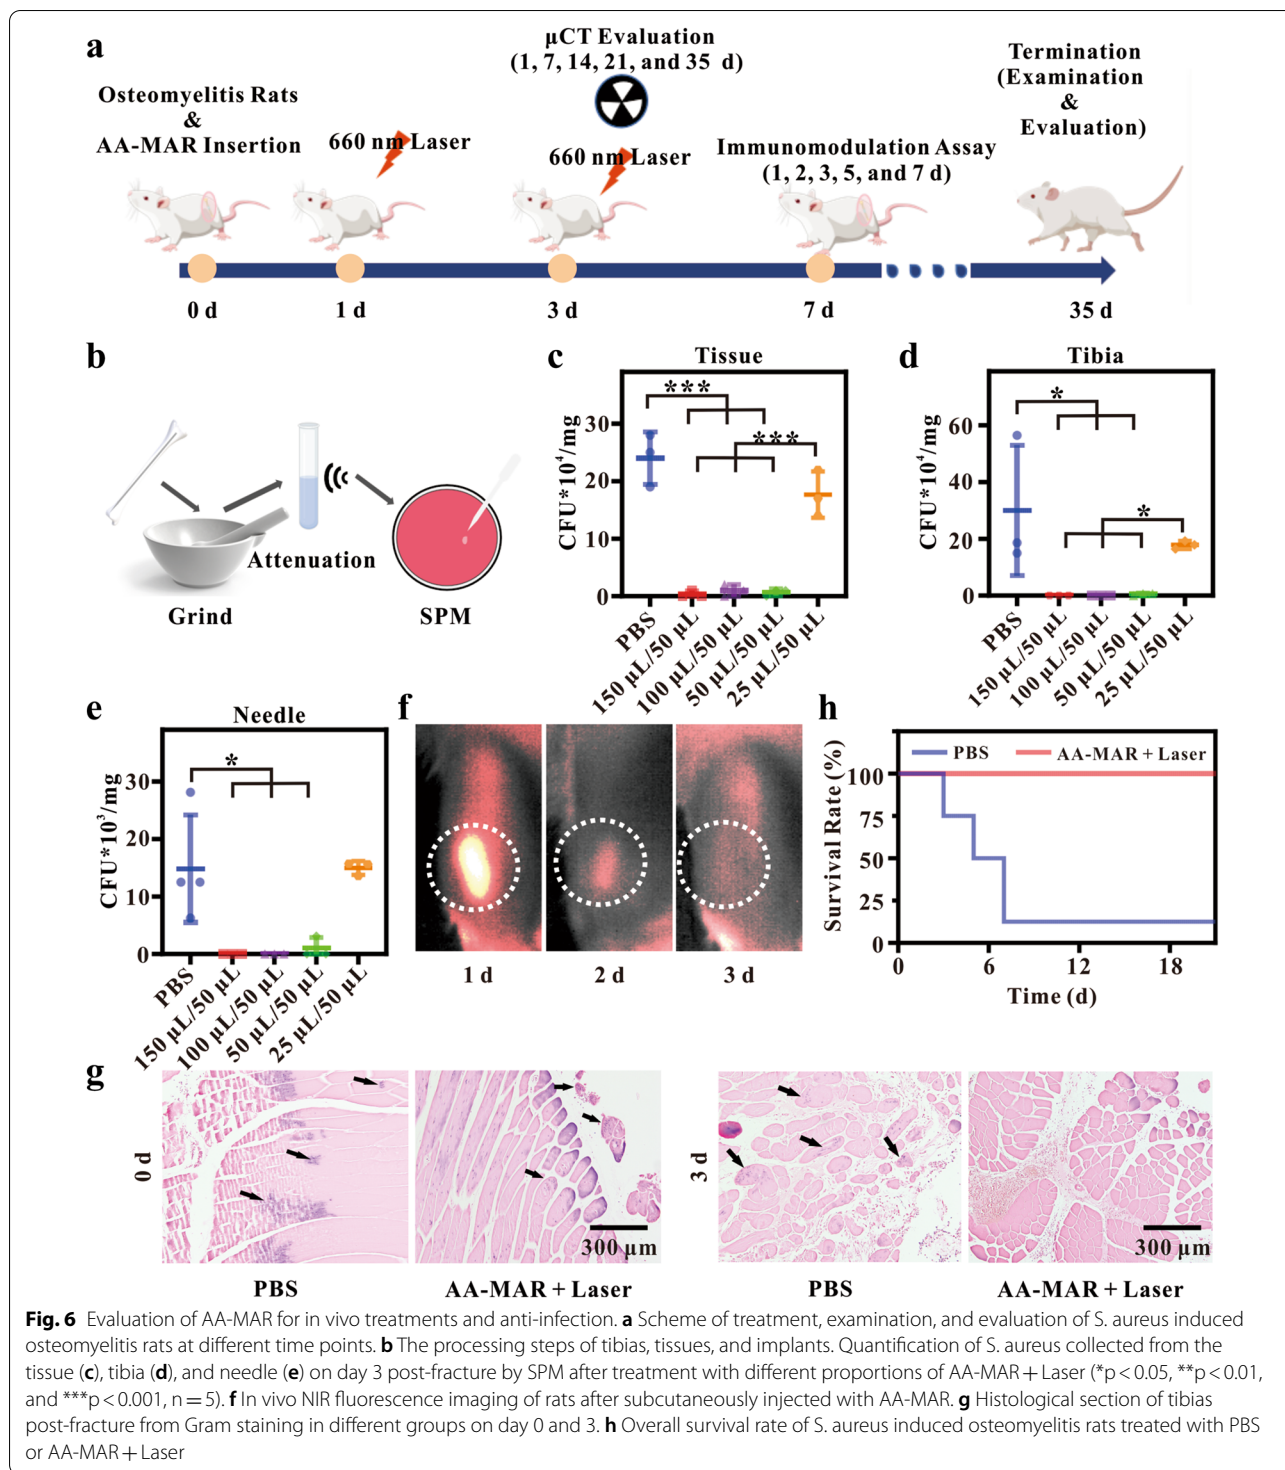 a
µCT Evaluation
(1, 7, 14, 21, and 35 d)
Termination
(Examination
&
Evaluation)
Osteomyelitis Rats
&
AA-MAR Insertion
660 nm Laser
660 nm Laser
Immunomodulation Assay
(1, 2, 3, 5, and 7 d)
0 d
1 d
3 d
7 d
35 d
b
Attenuation
Grind
SPM
c
Tissue
CFU*10⁴/mg
30
20
10
0
***
***
PBS
150 µL/50 µL
100 µL/50 µL
50 µL/50 µL
25 µL/50 µL
d
Tibia
CFU*10⁴/mg
60
40
20
0
*
*
PBS
150 µL/50 µL
100 µL/50 µL
50 µL/50 µL
25 µL/50 µL
e
Needle
CFU*10³/mg
30
20
10
0
*
PBS
150 µL/50 µL
100 µL/50 µL
50 µL/50 µL
25 µL/50 µL
f
1 d
2 d
3 d
h
PBS
AA-MAR + Laser
Survival Rate (%)
100
75
50
25
0
0
6
12
18
Time (d)
g
0 d
300 µm
PBS
AA-MAR + Laser
3 d
300 µm
PBS
AA-MAR + Laser
Fig. 6 Evaluation of AA-MAR for in vivo treatments and anti-infection. a Scheme of treatment, examination, and evaluation of S. aureus induced
osteomyelitis rats at different time points. b The processing steps of tibias, tissues, and implants. Quantification of S. aureus collected from the
tissue (c), tibia (d), and needle (e) on day 3 post-fracture by SPM after treatment with different proportions of AA-MAR + Laser (*p < 0.05, **p < 0.01,
and ***p < 0.001, n = 5). f In vivo NIR fluorescence imaging of rats after subcutaneously injected with AA-MAR. g Histological section of tibias
post-fracture from Gram staining in different groups on day 0 and 3. h Overall survival rate of S. aureus induced osteomyelitis rats treated with PBS
or AA-MAR + Laser